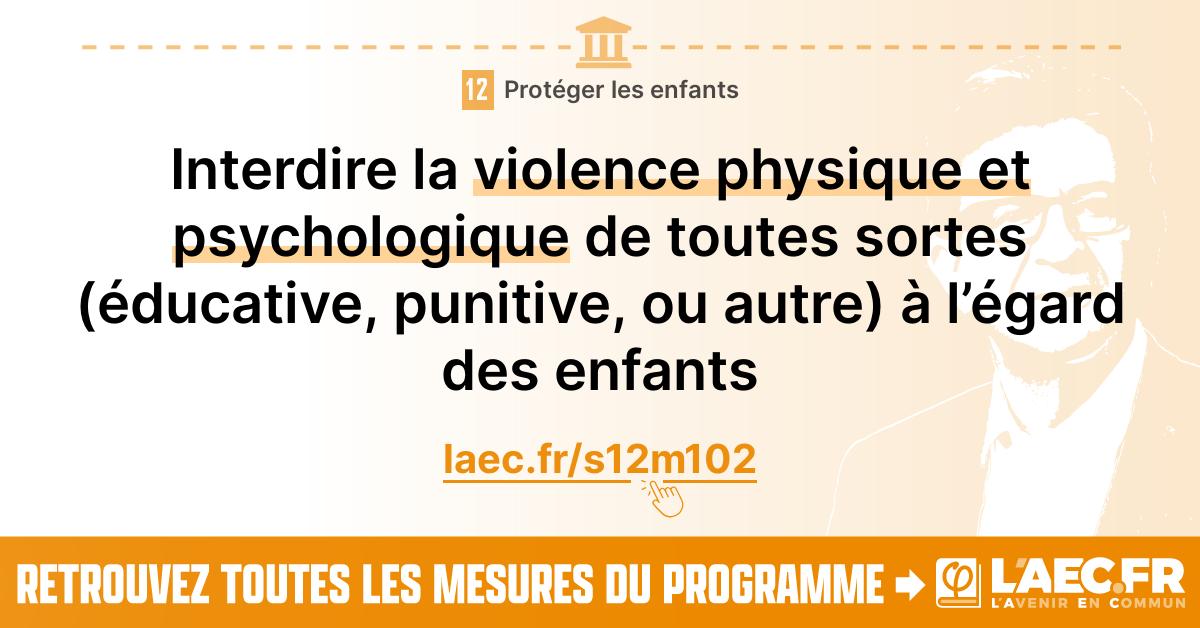 12 Protéger les enfants
Interdire la violence physique et
psychologique de toutes sortes
(éducative, punitive, ou autre) à l’égard
des enfants
laec.fr/s12m102
RETROUVEZ TOUTES LES MESURES DU PROGRAMME
L'AEC.FR
L'AVENIR EN COMMUN